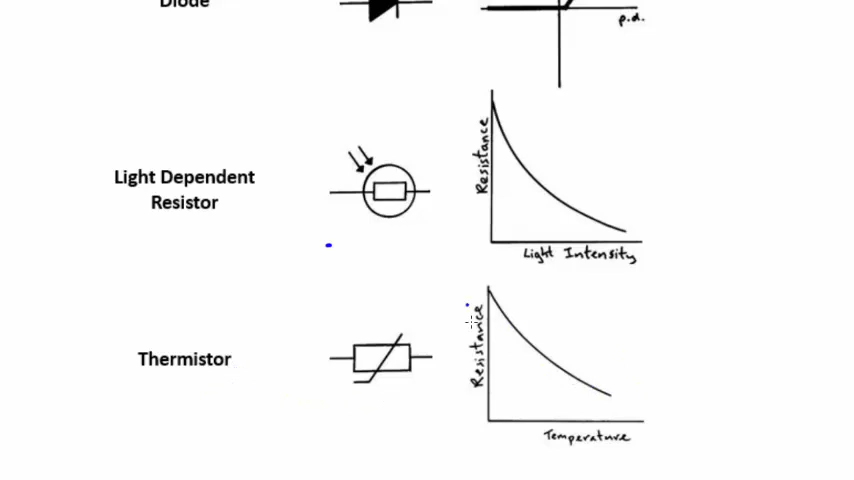 Diode
p.d.
Light Dependent
Resistor
Resistance
Light Intensity
Thermistor
Resistance
Temperature